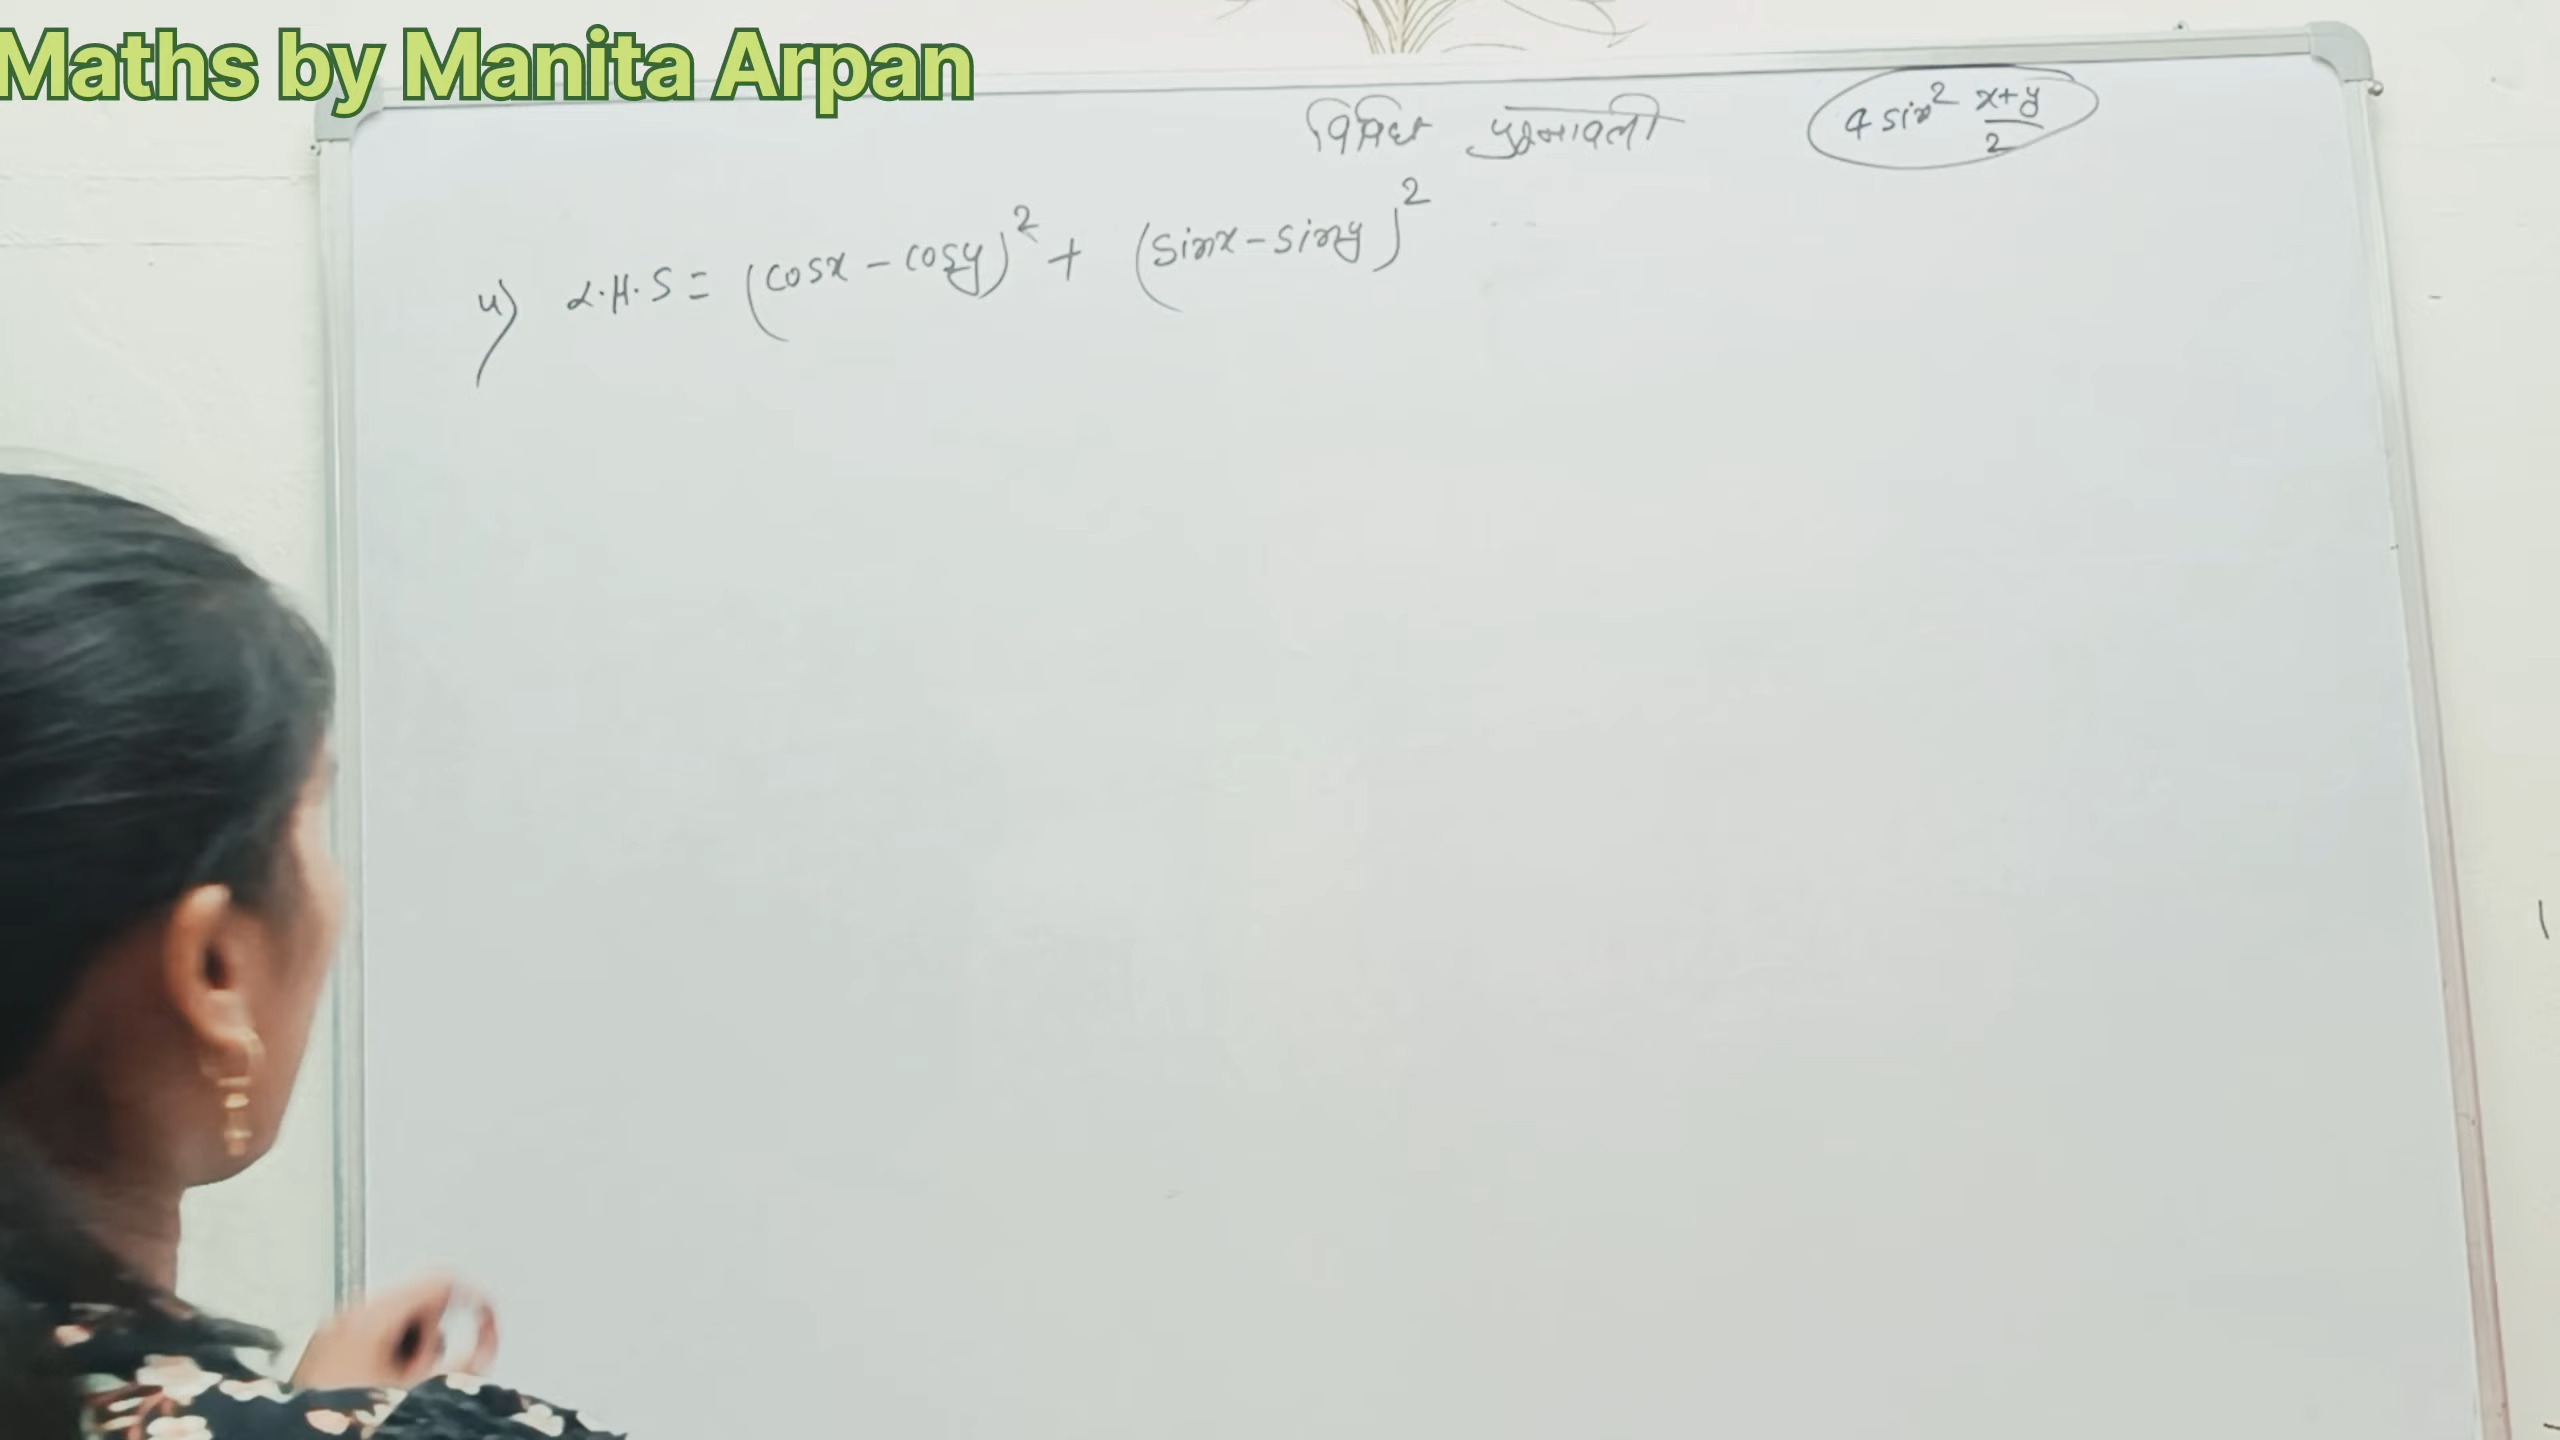 Maths by Manita Arpan
विविध प्रश्नावली
4 sin² x+y/2
4) L.H.S = (cosx - cosy)² + (sinx - siny)²